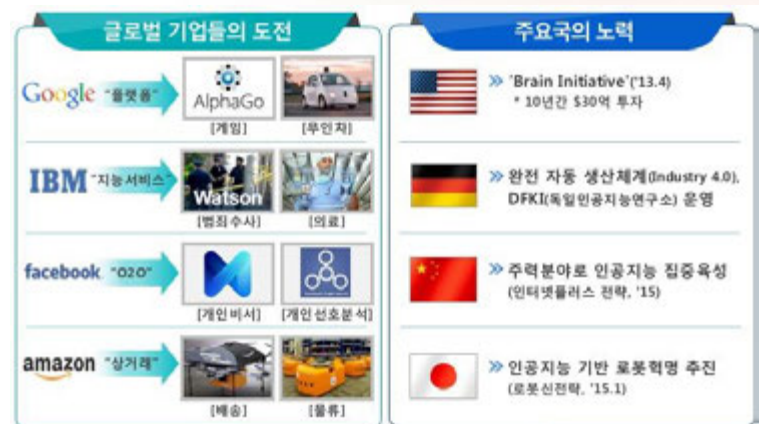 글로벌 기업들의 도전
Google "플랫폼"
AlphaGo
[게임] [무인차]
IBM "지능서비스"
Watson
[범죄수사] [의료]
facebook "O2O"
[개인비서] [개인선호분석]
amazon "상거래"
[배송] [물류]
주요국의 노력
» 'Brain Initiative'('13.4)
* 10년간 $30억 투자
» 완전 자동 생산체계(Industry 4.0),
DFKI(독일인공지능연구소) 운영
» 주력분야로 인공지능 집중육성
(인터넷플러스 전략, '15)
» 인공지능 기반 로봇혁명 추진
(로봇신전략, '15.1)